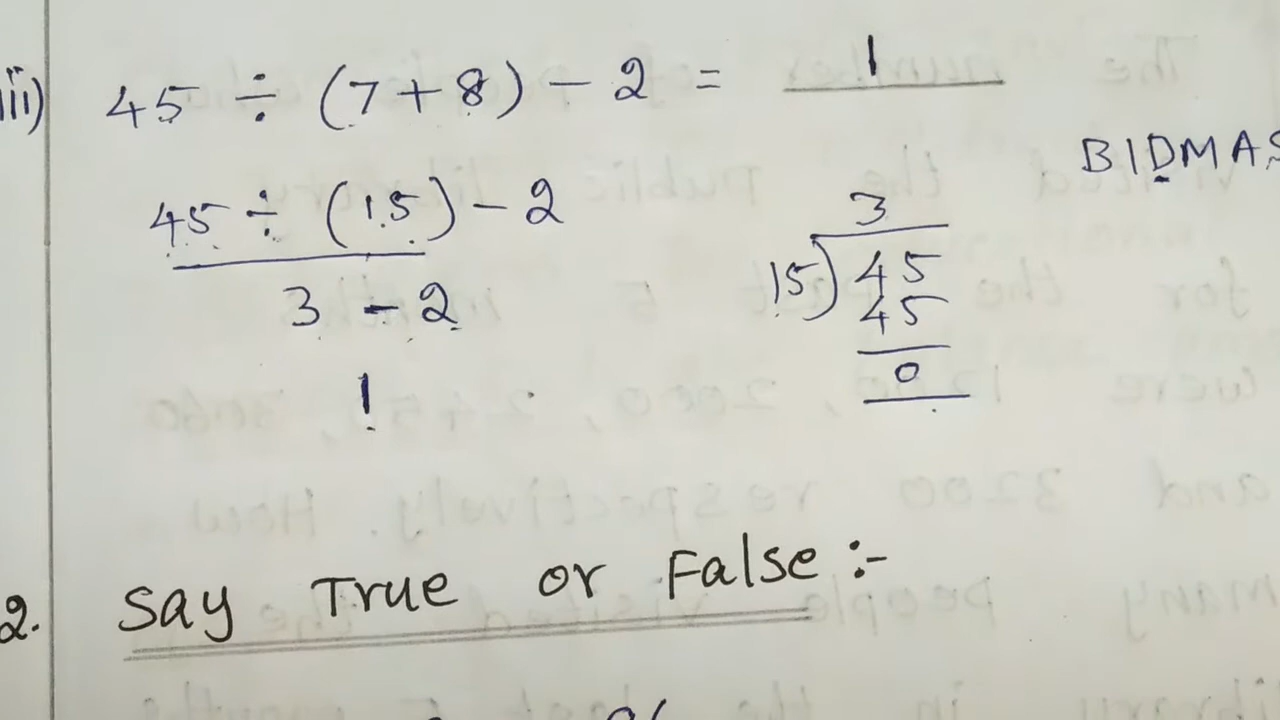 iii) 45 ÷ (7+8) - 2 = 1
BIDMAS
45 ÷ (15) - 2
3 - 2
1
3
15) 45
45
0
2. Say True or False :-